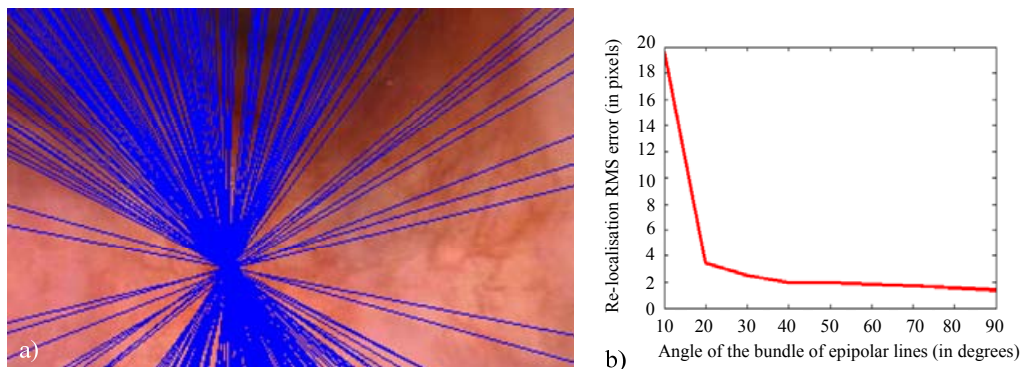 a)
Re-localisation RMS error (in pixels)
20
18
16
14
12
10
8
6
4
2
0
10 20 30 40 50 60 70 80 90
b)
Angle of the bundle of epipolar lines (in degrees)